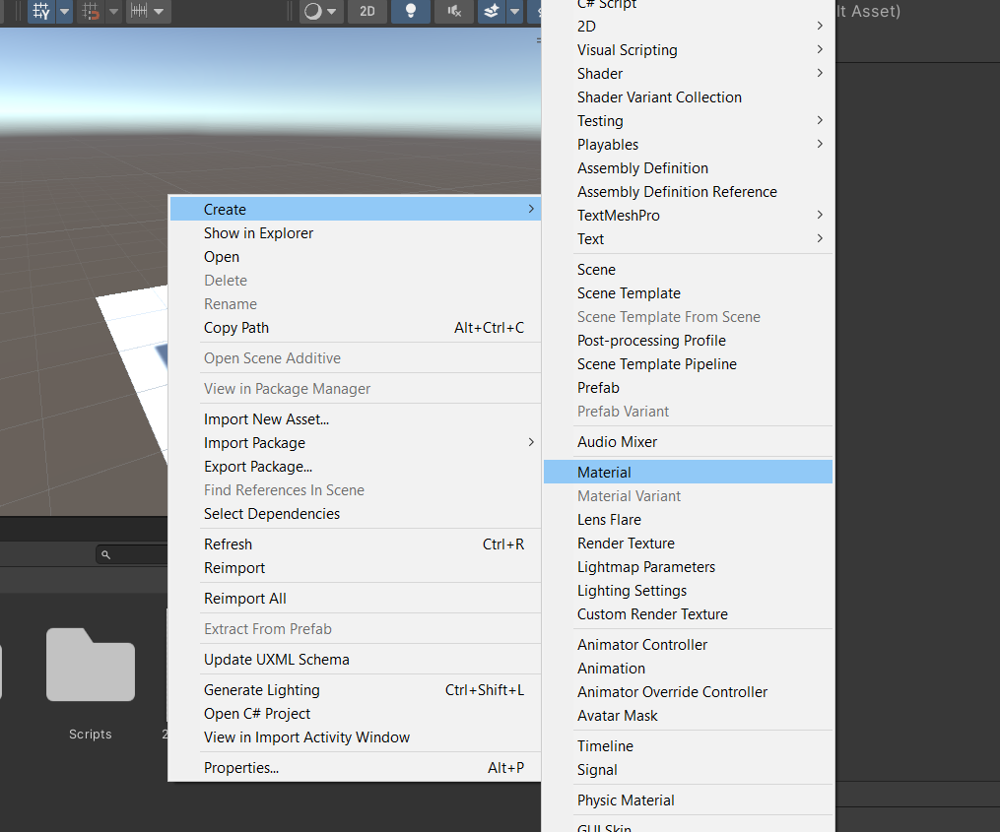 2D
lt Asset)
C# Script
2D
Visual Scripting
Shader
Shader Variant Collection
Testing
Playables
Assembly Definition
Assembly Definition Reference
TextMeshPro
Text
Scene
Scene Template
Scene Template From Scene
Post-processing Profile
Scene Template Pipeline
Prefab
Prefab Variant
Audio Mixer
Material
Material Variant
Lens Flare
Render Texture
Lightmap Parameters
Lighting Settings
Custom Render Texture
Animator Controller
Animation
Animator Override Controller
Avatar Mask
Timeline
Signal
Physic Material
GUI Skin
Create
Show in Explorer
Open
Delete
Rename
Copy Path Alt+Ctrl+C
Open Scene Additive
View in Package Manager
Import New Asset...
Import Package
Export Package...
Find References In Scene
Select Dependencies
Refresh Ctrl+R
Reimport
Reimport All
Extract From Prefab
Update UXML Schema
Generate Lighting Ctrl+Shift+L
Open C# Project
View in Import Activity Window
Properties... Alt+P
Scripts